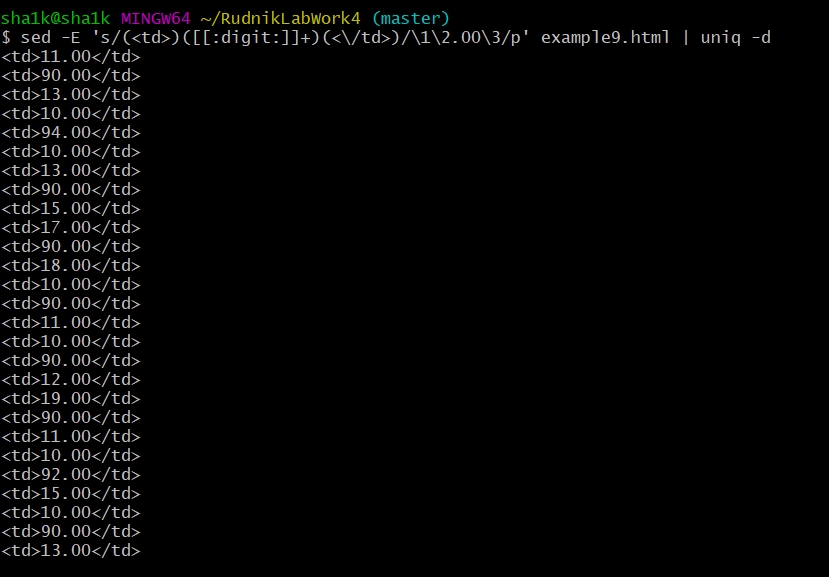 sha1k@sha1k MINGW64 ~/RudnikLabWork4 (master)
$ sed -E 's/(<td>)([[:digit:]]+)(<\/td>)/\1\2.00\3/p' example9.html | uniq -d
<td>11.00</td>
<td>90.00</td>
<td>13.00</td>
<td>10.00</td>
<td>94.00</td>
<td>10.00</td>
<td>13.00</td>
<td>90.00</td>
<td>15.00</td>
<td>17.00</td>
<td>90.00</td>
<td>18.00</td>
<td>10.00</td>
<td>90.00</td>
<td>11.00</td>
<td>10.00</td>
<td>90.00</td>
<td>12.00</td>
<td>19.00</td>
<td>90.00</td>
<td>11.00</td>
<td>10.00</td>
<td>92.00</td>
<td>15.00</td>
<td>10.00</td>
<td>90.00</td>
<td>13.00</td>